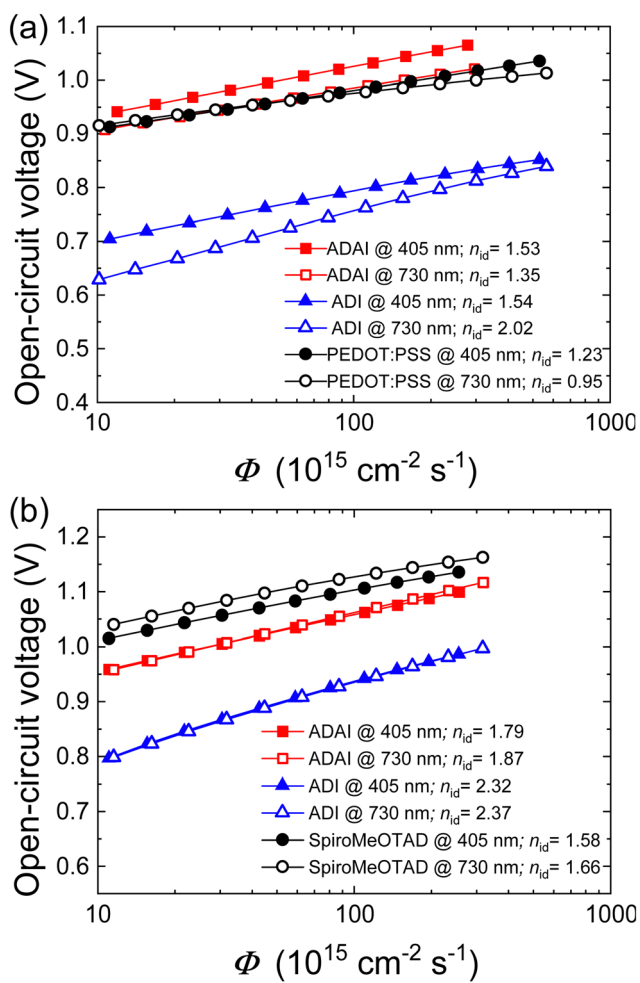 (a)
1.1
1.0
0.9
0.8
0.7
0.6
0.5
0.4
Open-circuit voltage (V)
ADAI @ 405 nm; nid= 1.53
ADAI @ 730 nm; nid= 1.35
ADI @ 405 nm; nid= 1.54
ADI @ 730 nm; nid= 2.02
PEDOT:PSS @ 405 nm; nid= 1.23
PEDOT:PSS @ 730 nm; nid= 0.95
10 100 1000
Φ (10¹⁵ cm⁻² s⁻¹)
(b)
1.2
1.1
1.0
0.9
0.8
0.7
0.6
Open-circuit voltage (V)
ADAI @ 405 nm; nid= 1.79
ADAI @ 730 nm; nid= 1.87
ADI @ 405 nm; nid= 2.32
ADI @ 730 nm; nid= 2.37
SpiroMeOTAD @ 405 nm; nid= 1.58
SpiroMeOTAD @ 730 nm; nid= 1.66
10 100 1000
Φ (10¹⁵ cm⁻² s⁻¹)